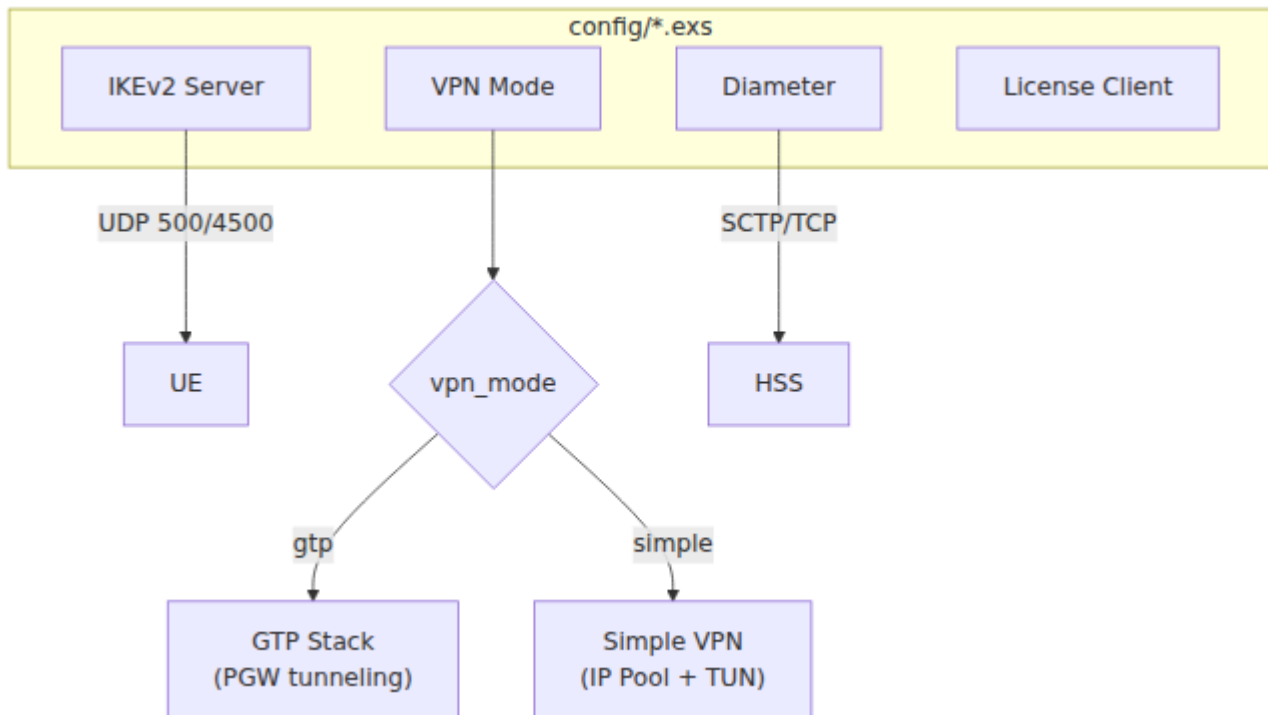 config/*.exs
IKEv2 Server
VPN Mode
Diameter
License Client
UDP 500/4500
SCTP/TCP
UE
vpn_mode
HSS
gtp
simple
GTP Stack
(PGW tunneling)
Simple VPN
(IP Pool + TUN)